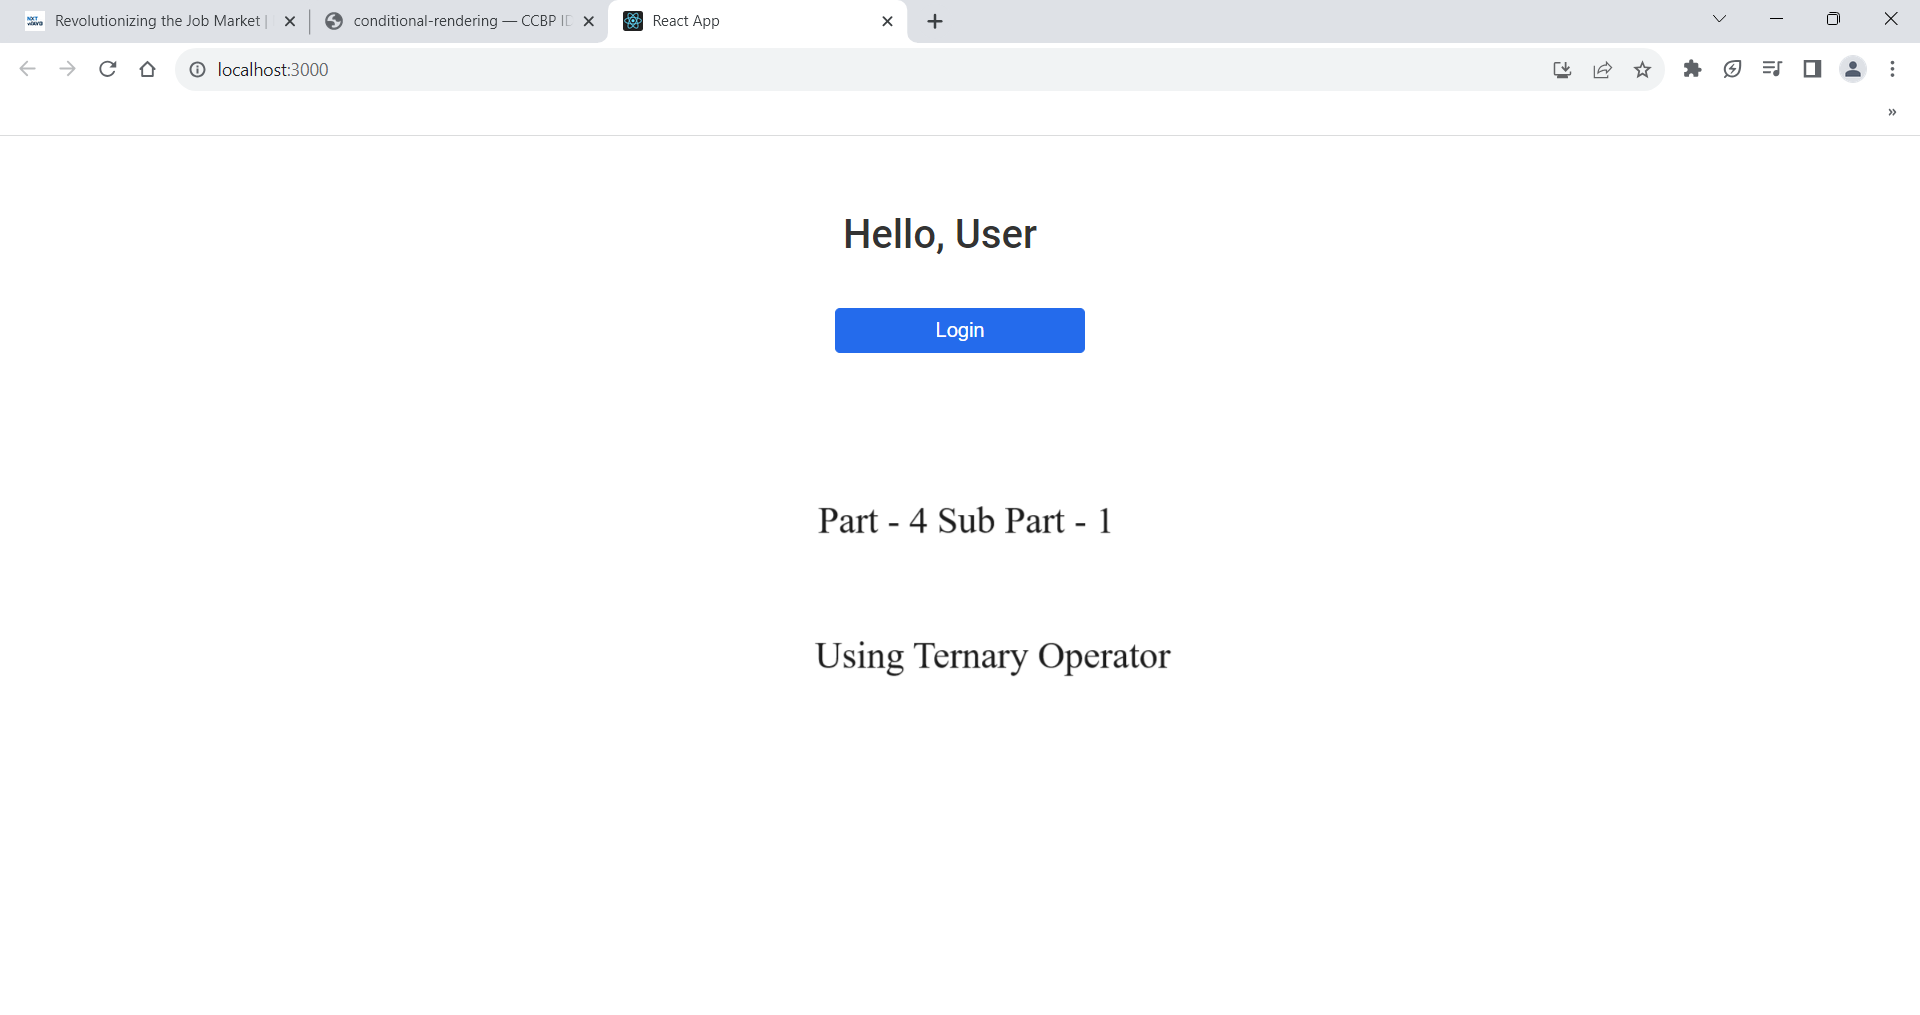 Revolutionizing the Job Market |
conditional-rendering — CCBP ID
React App
localhost:3000
Hello, User
Login
Part - 4 Sub Part - 1
Using Ternary Operator